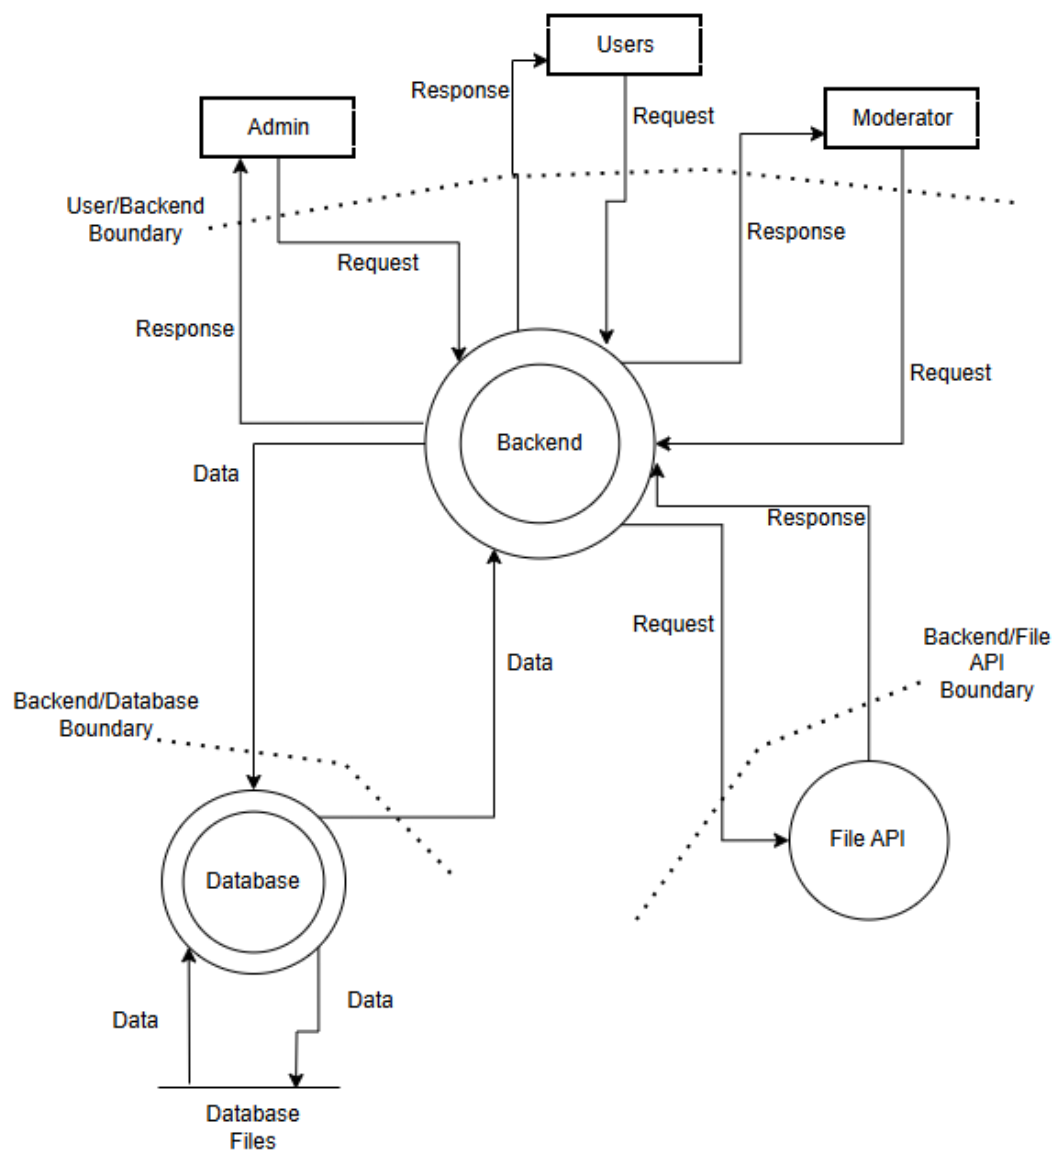 Users
Response
Request
Admin
Moderator
User/Backend
Boundary
Response
Request
Response
Request
Backend
Data
Response
Request
Backend/File
API
Boundary
Data
Backend/Database
Boundary
File API
Database
Data
Data
Database
Files